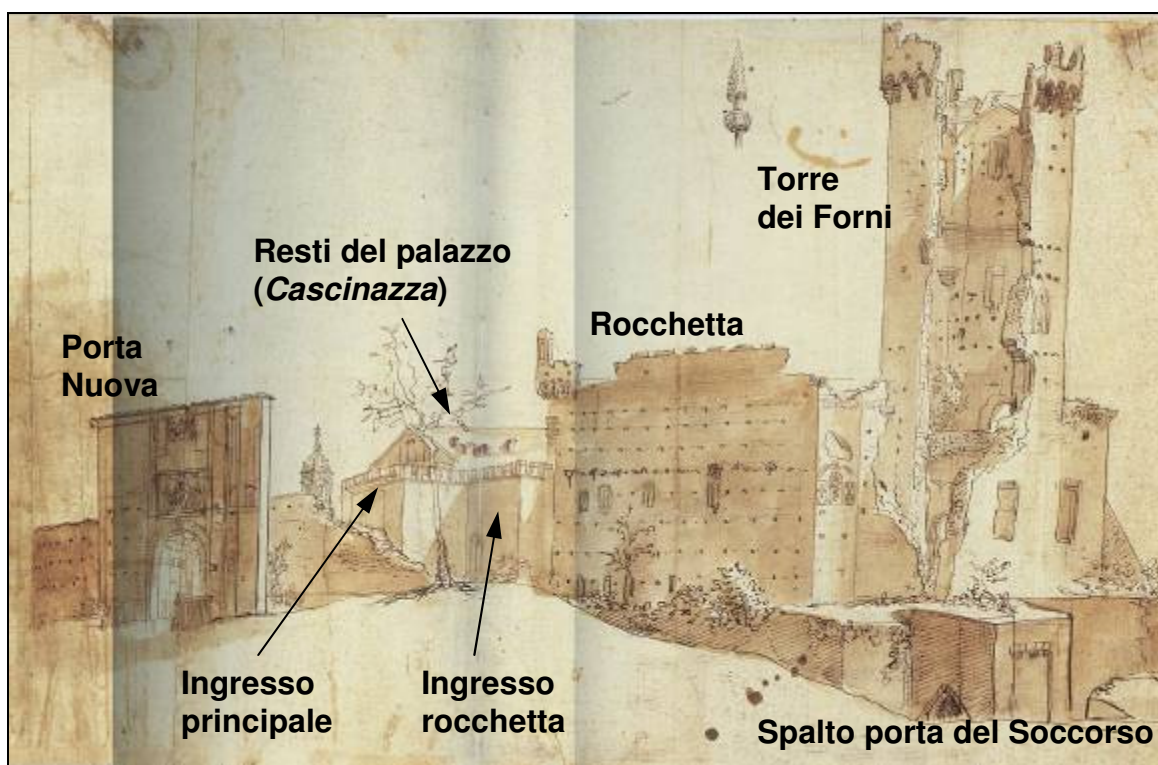 Torre
dei Forni
Resti del palazzo
(Cascinazza)
Rocchetta
Porta
Nuova
Ingresso
principale
Ingresso
rocchetta
Spalto porta del Soccorso